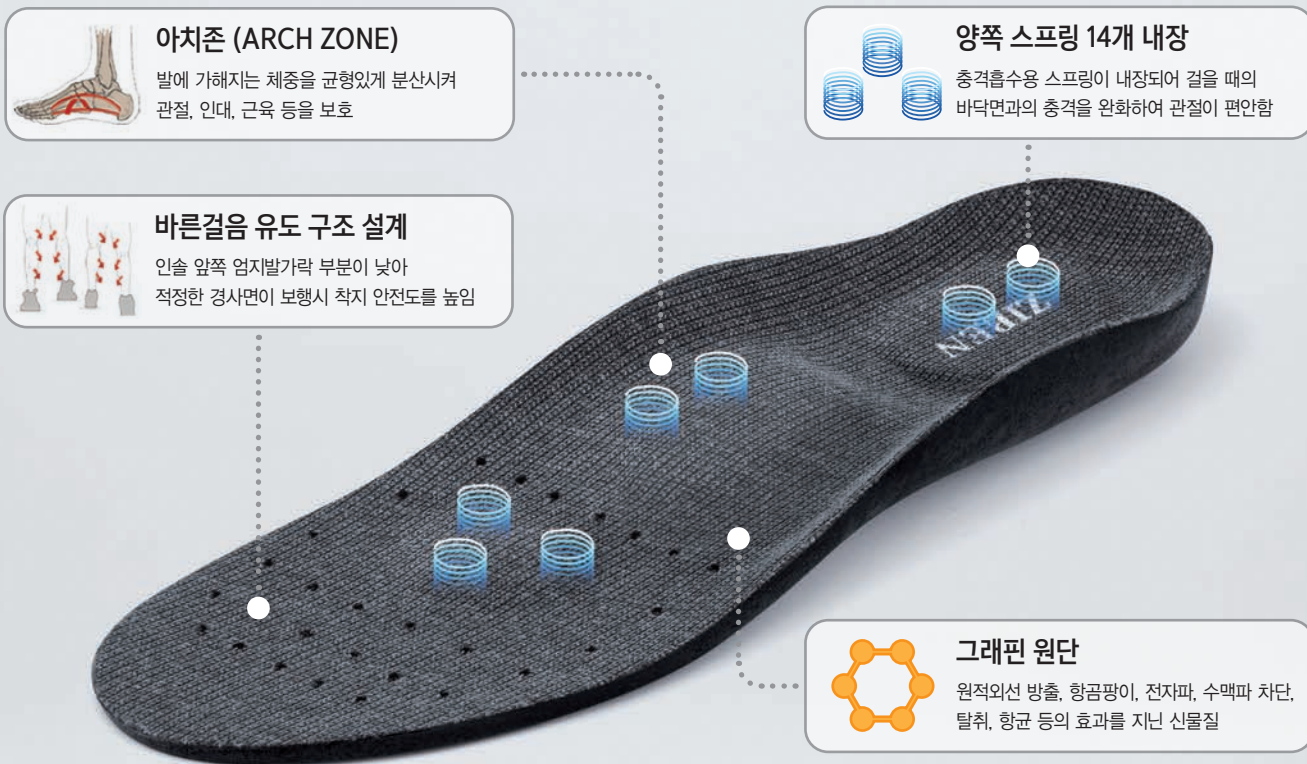 아치존 (ARCH ZONE)
발에 가해지는 체중을 균형있게 분산시켜
관절, 인대, 근육 등을 보호
양쪽 스프링 14개 내장
충격흡수용 스프링이 내장되어 걸을 때의
바닥면과의 충격을 완화하여 관절이 편안함
바른걸음 유도 구조 설계
인솔 앞쪽 엄지발가락 부분이 낮아
적정한 경사면이 보행시 착지 안전도를 높임
ZIPEN
그래핀 원단
원적외선 방출, 항곰팡이, 전자파, 수맥파 차단,
탈취, 항균 등의 효과를 지닌 신물질